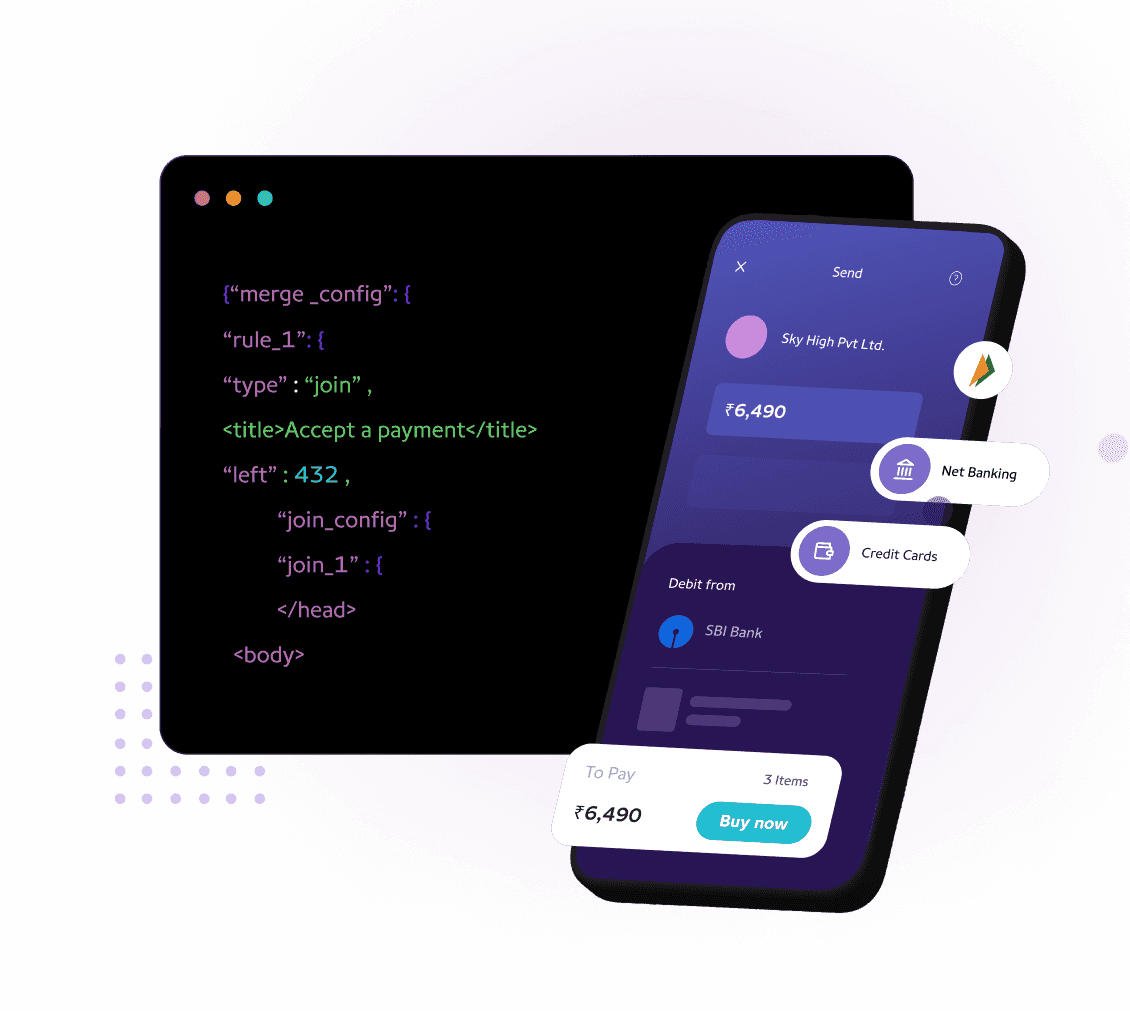 {“merge _config”: {
“rule_1”: {
“type” : “join” ,
<title>Accept a payment</title>
“left” : 432 ,
“join_config” : {
“join_1” : {
</head>
<body>
Send
?
Sky High Pvt Ltd.
₹6,490
Net Banking
Credit Cards
Debit from
SBI Bank
To Pay
3 Items
₹6,490
Buy now